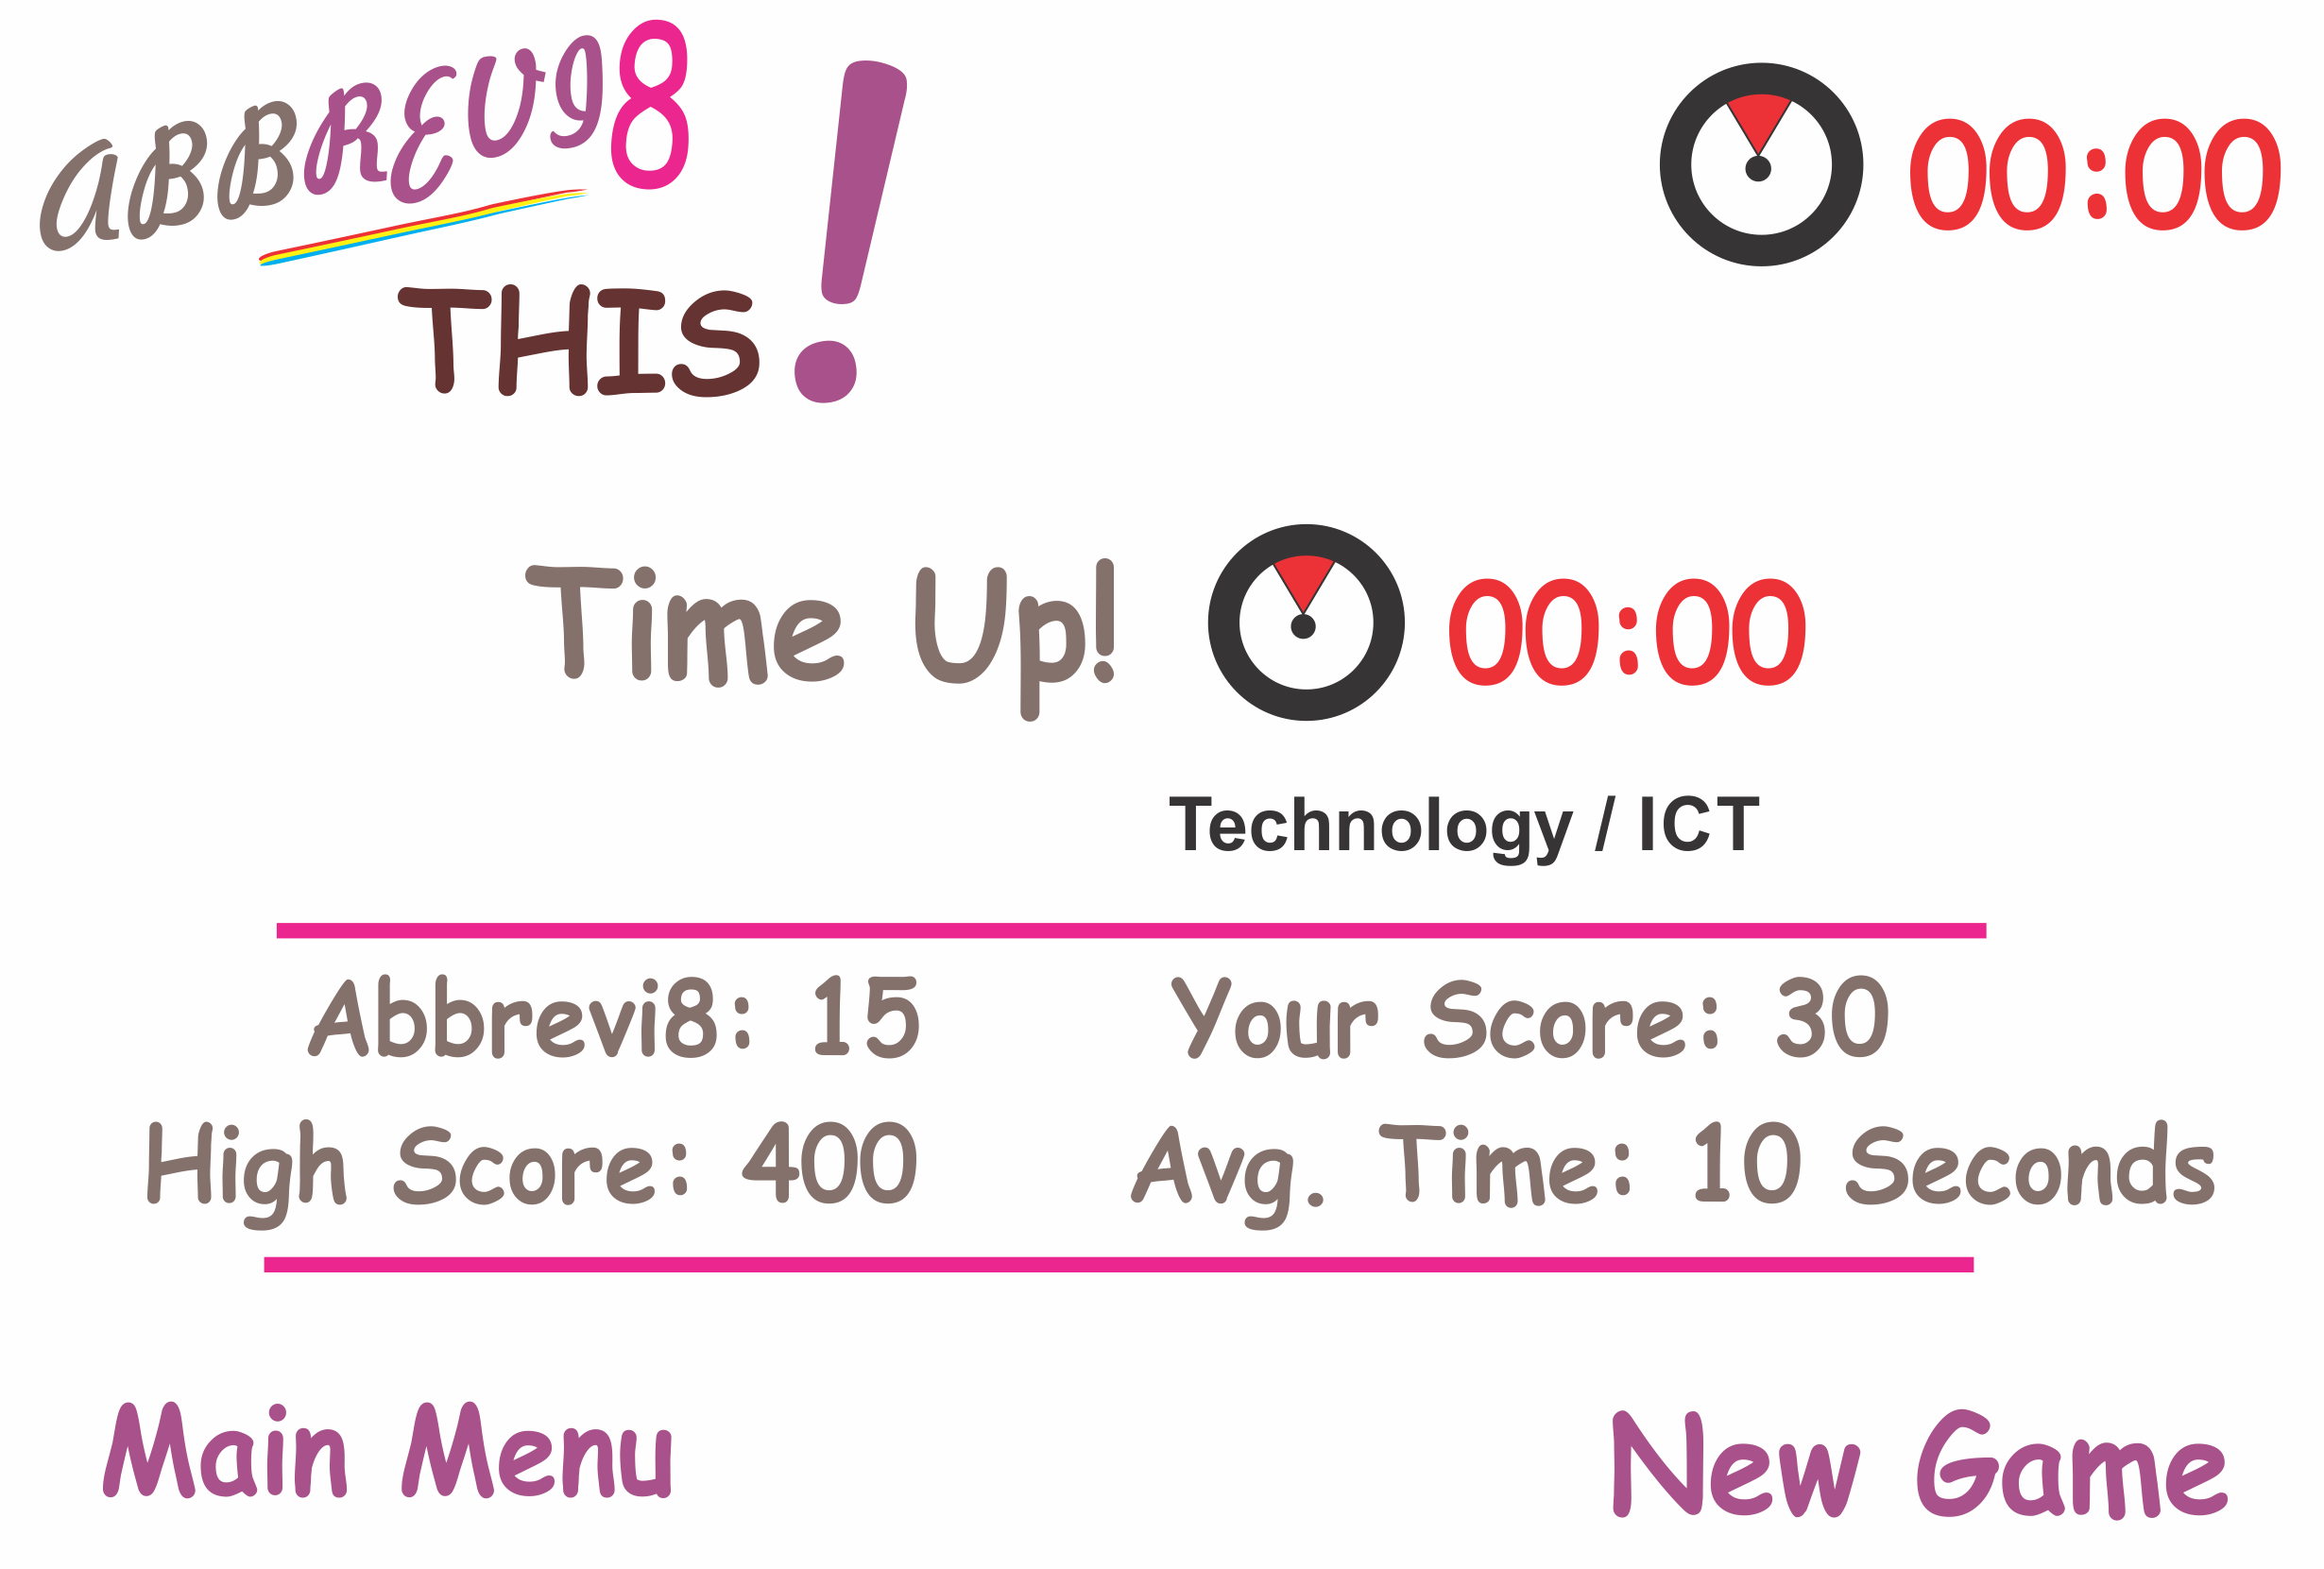 aBBREVI8
THIS!
00:00
Time Up!
00:00
Technology / ICT
Abbrevi8: 15 Your Score: 30
High Score: 400 Avg. Time: 10 Seconds
Main Menu New Game